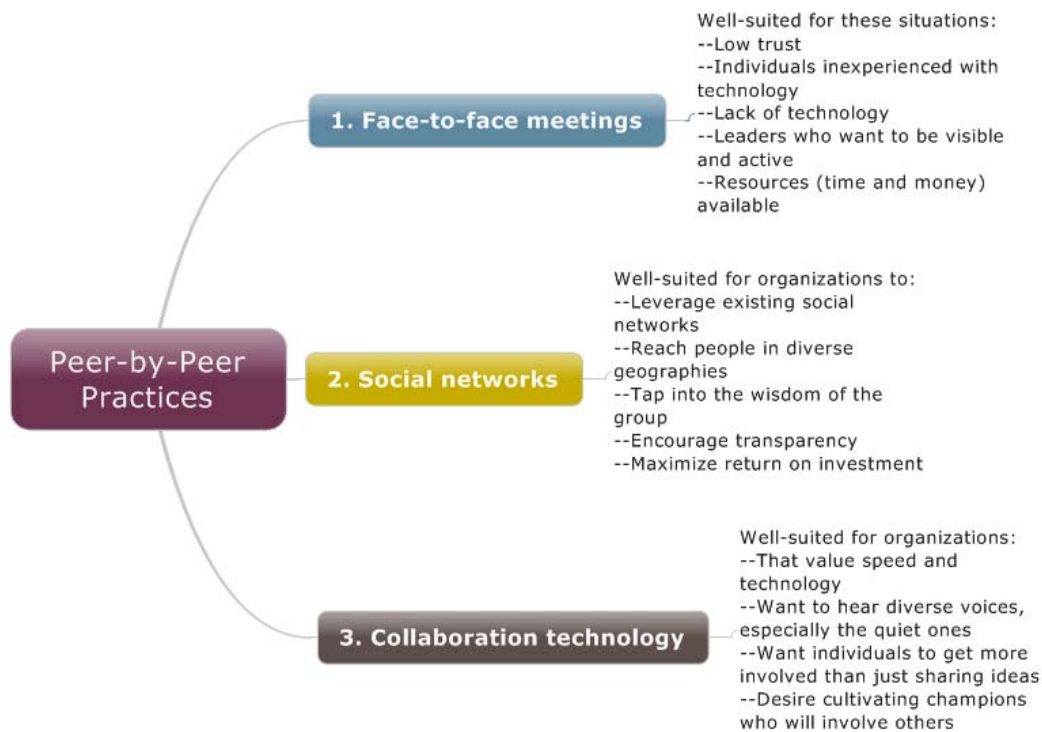 Peer-by-Peer
Practices
1. Face-to-face meetings
Well-suited for these situations:
--Low trust
--Individuals inexperienced with
technology
--Lack of technology
--Leaders who want to be visible
and active
--Resources (time and money)
available
2. Social networks
Well-suited for organizations to:
--Leverage existing social
networks
--Reach people in diverse
geographies
--Tap into the wisdom of the
group
--Encourage transparency
--Maximize return on investment
3. Collaboration technology
Well-suited for organizations:
--That value speed and
technology
--Want to hear diverse voices,
especially the quiet ones
--Want individuals to get more
involved than just sharing ideas
--Desire cultivating champions
who will involve others